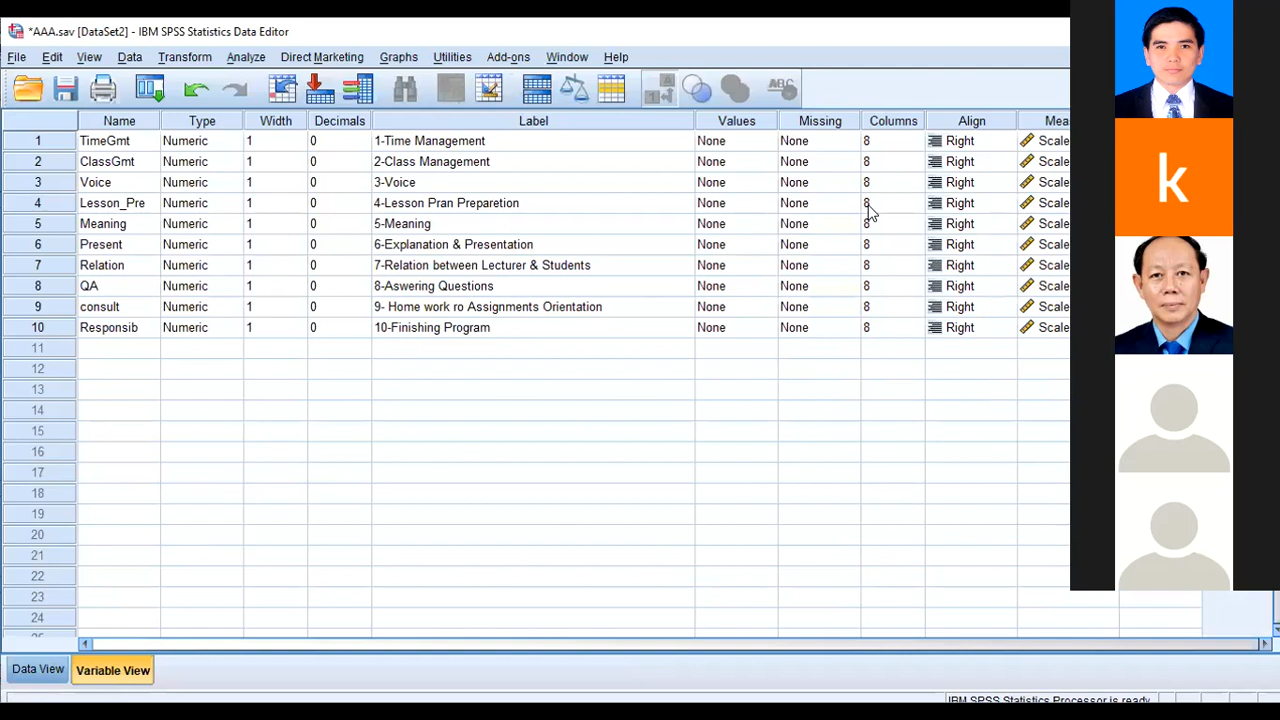 *AAA.sav [DataSet2] - IBM SPSS Statistics Data Editor
File Edit View Data Transform Analyze Direct Marketing Graphs Utilities Add-ons Window Help
Name Type Width Decimals Label Values Missing Columns Align Mea
1 TimeGmt Numeric 1 0 1-Time Management None None 8 Right Scale
2 ClassGmt Numeric 1 0 2-Class Management None None 8 Right Scale
3 Voice Numeric 1 0 3-Voice None None 8 Right Scale
4 Lesson_Pre Numeric 1 0 4-Lesson Pran Preparetion None None 8 Right Scale
5 Meaning Numeric 1 0 5-Meaning None None 8 Right Scale
6 Present Numeric 1 0 6-Explanation & Presentation None None 8 Right Scale
7 Relation Numeric 1 0 7-Relation between Lecturer & Students None None 8 Right Scale
8 QA Numeric 1 0 8-Aswering Questions None None 8 Right Scale
9 consult Numeric 1 0 9- Home work ro Assignments Orientation None None 8 Right Scale
10 Responsib Numeric 1 0 10-Finishing Program None None 8 Right Scale
11
12
13
14
15
16
17
18
19
20
21
22
23
24
Data View Variable View
IBM SPSS Statistics Processor is ready
k